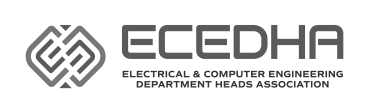 ECEDHA
ELECTRICAL & COMPUTER ENGINEERING
DEPARTMENT HEADS ASSOCIATION